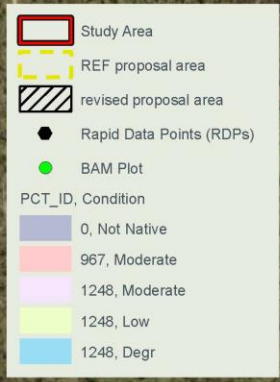 Study Area
REF proposal area
revised proposal area
Rapid Data Points (RDPs)
BAM Plot
PCT_ID, Condition
0, Not Native
967, Moderate
1248, Moderate
1248, Low
1248, Degr